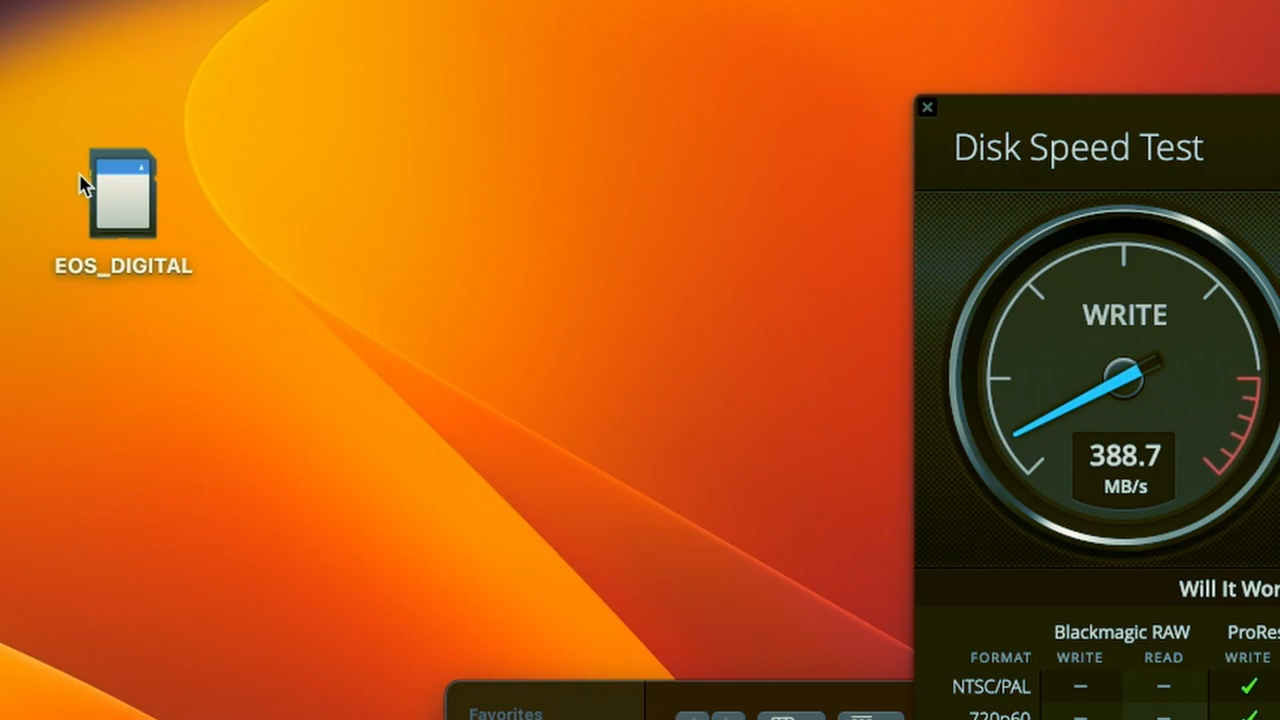 EOS_DIGITAL
Disk Speed Test
WRITE
388.7
MB/s
Will It Wor
Blackmagic RAW ProRes
FORMAT WRITE READ WRITE
NTSC/PAL – – ✓
720p60
Favorites